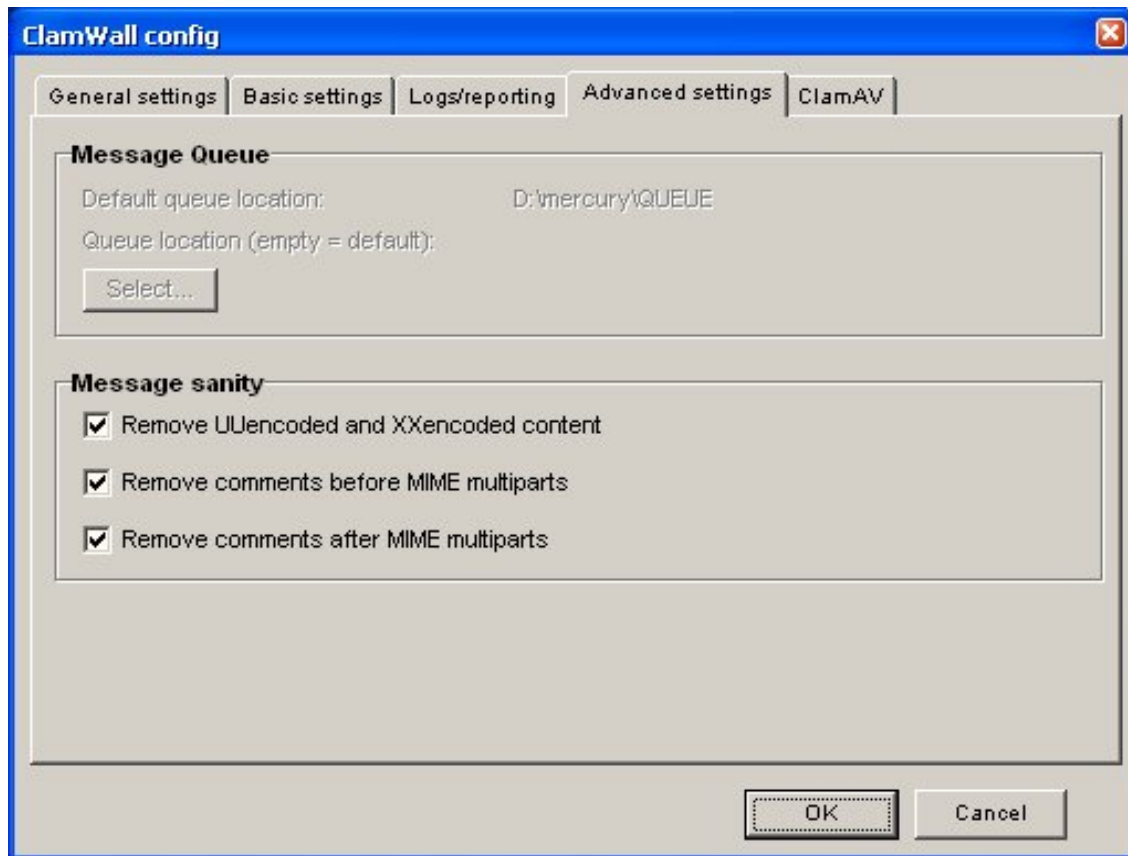 ClamWall config
General settings Basic settings Logs/reporting Advanced settings ClamAV
Message Queue
Default queue location: D:\mercury\QUEUE
Queue location (empty = default):
Select...
Message sanity
Remove UUencoded and XXencoded content
Remove comments before MIME multiparts
Remove comments after MIME multiparts
OK Cancel